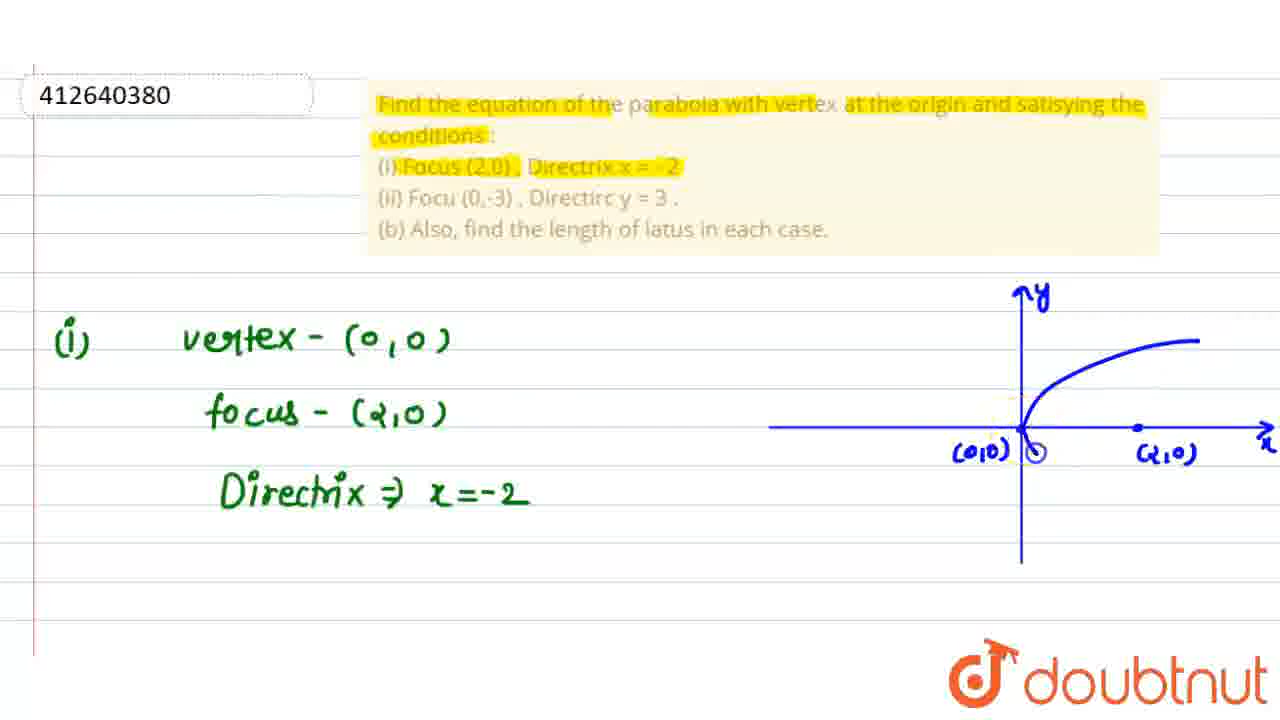 412640380
Find the equation of the parabola with vertex at the origin and satisying the
conditions :
(i) Focus (2,0) , Directrix x = -2
(ii) Focu (0,-3) , Directirc y = 3 .
(b) Also, find the length of latus in each case.
(i) vertex - (0,0)
focus - (2,0)
Directrix ⇒ x = -2
y
(0,0)
(2,0)
x
doubtnut